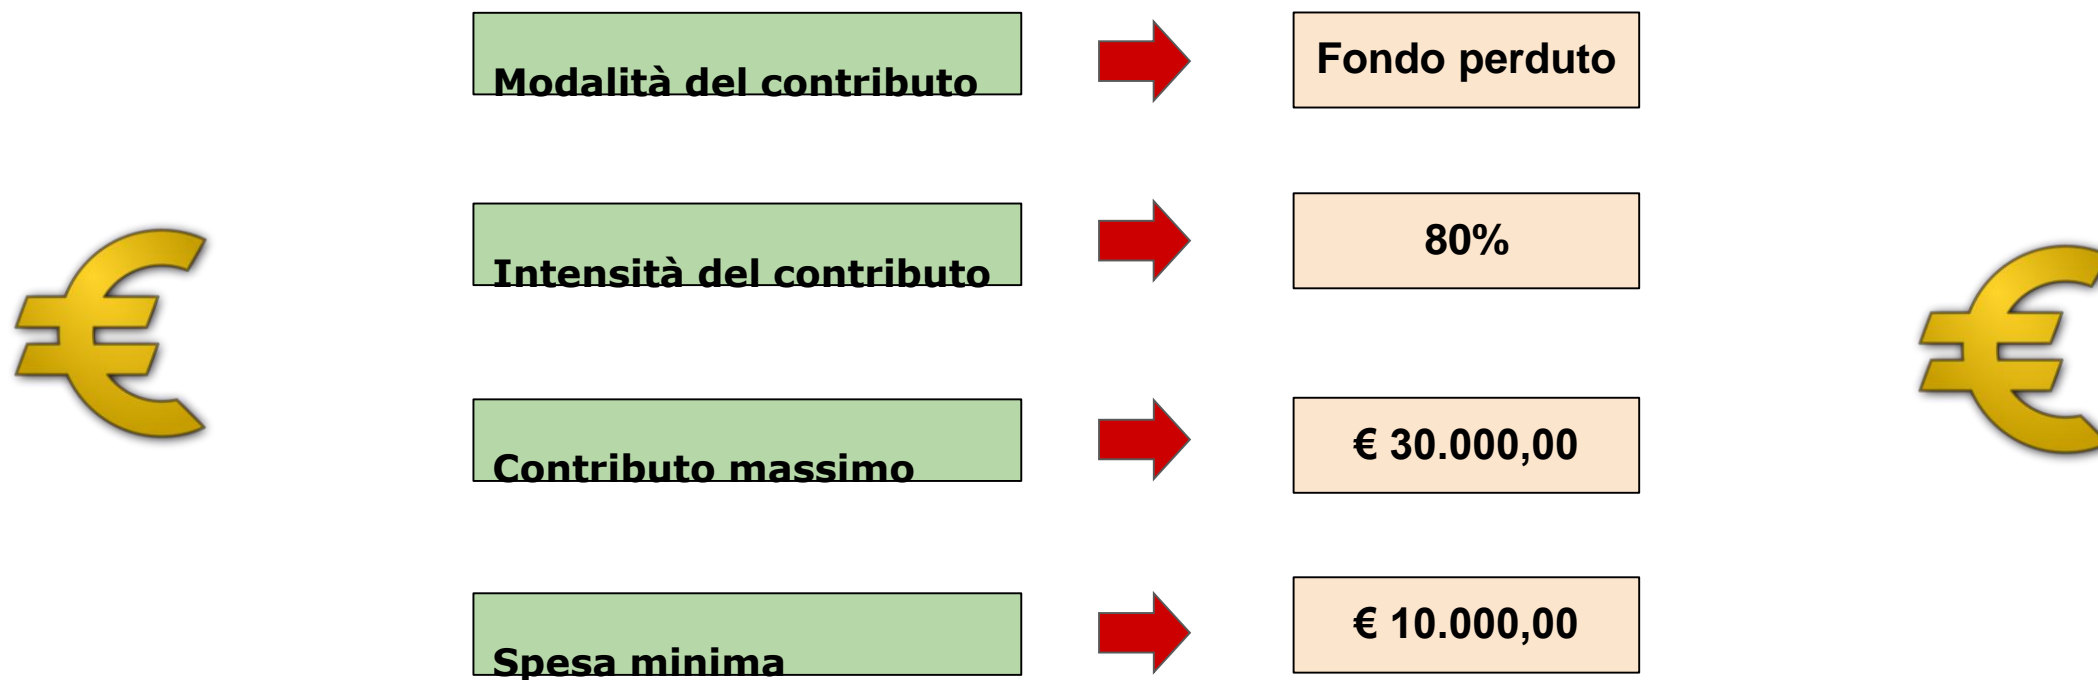 Modalità del contributo
Fondo perduto
Intensità del contributo
80%
Contributo massimo
€ 30.000,00
Spesa minima
€ 10.000,00